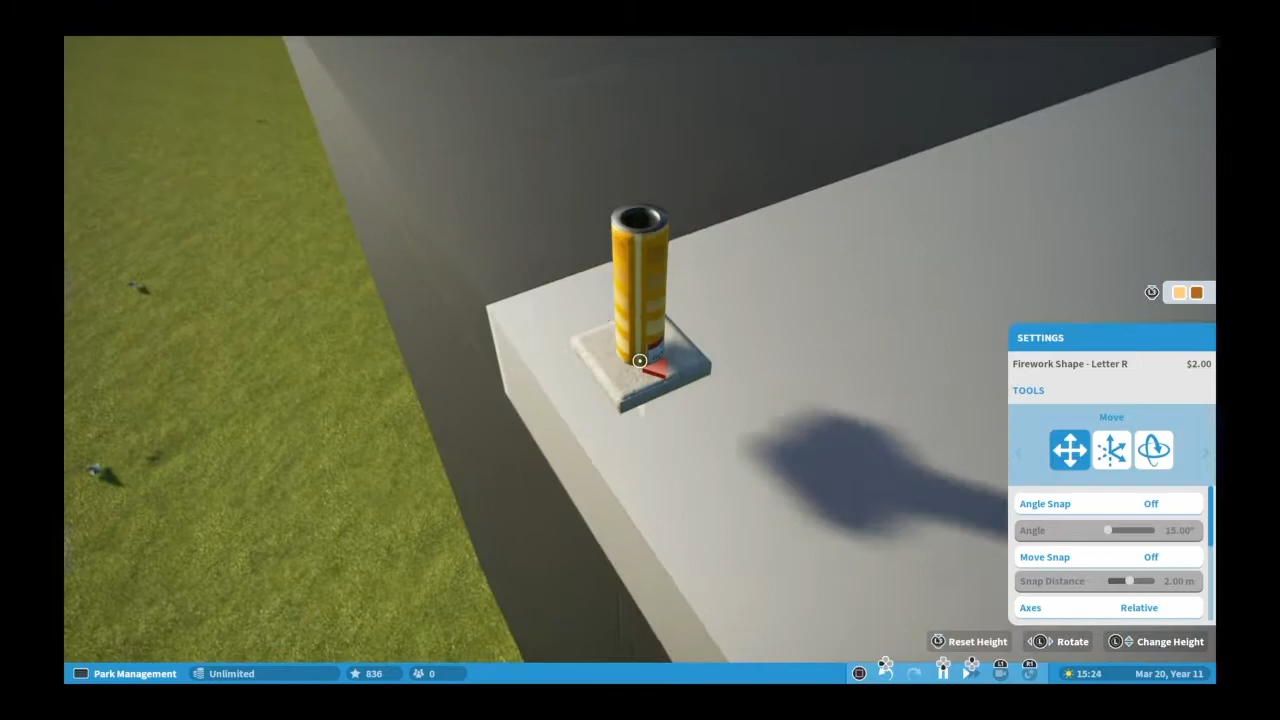 SETTINGS
Firework Shape - Letter R $2.00
TOOLS
Move
Angle Snap Off
Angle 15.00°
Move Snap Off
Snap Distance 2.00 m
Axes Relative
Reset Height L Rotate L Change Height
Park Management Unlimited 836 0 L1 R1 15:24 Mar 20, Year 11